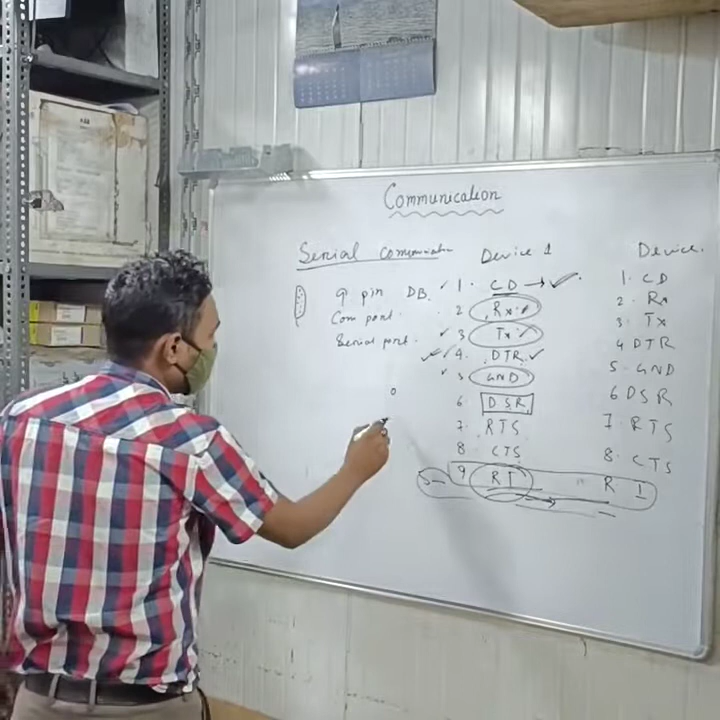 Communication
Serial communication
9 pin DB.
Com port.
Serial port.
Device 1
1. CD
2 Rx
3 Tx
4. DTR
5 GND
6 DSR
7. RTS
8 CTS
9 RI
Device.
1. CD
2. Rx
3. Tx
4 DTR
5. GND
6 DSR
7. RTS
8. CTS
R I